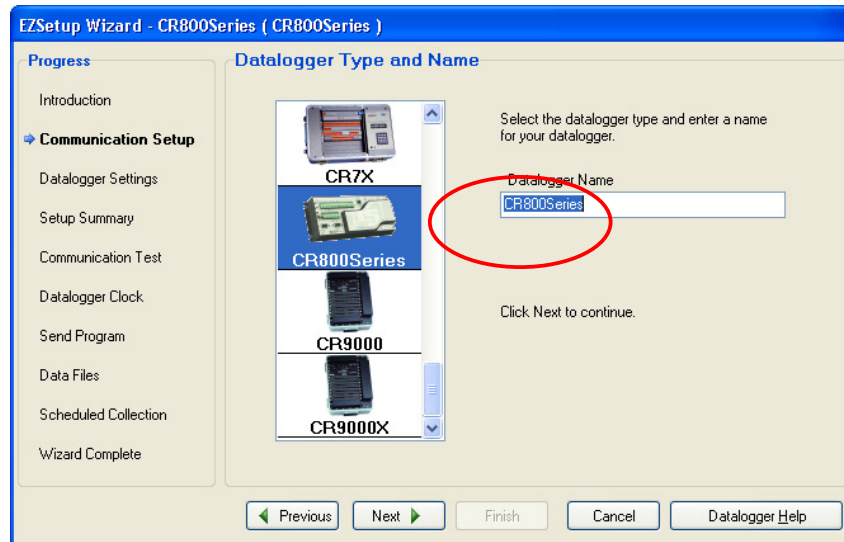 EZSetup Wizard - CR800Series ( CR800Series )
Progress
Introduction
Communication Setup
Datalogger Settings
Setup Summary
Communication Test
Datalogger Clock
Send Program
Data Files
Scheduled Collection
Wizard Complete
Datalogger Type and Name
CR7X
CR800Series
CR9000
CR9000X
Select the datalogger type and enter a name
for your datalogger.
Datalogger Name
CR800Series
Click Next to continue.
Previous
Next
Finish
Cancel
Datalogger Help